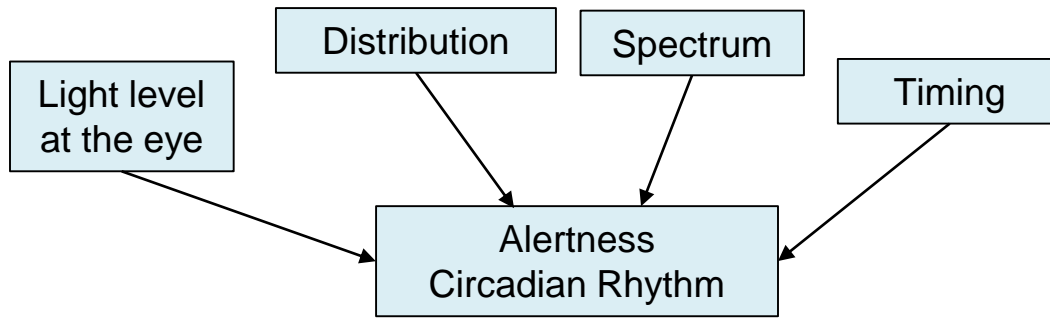 Distribution
Spectrum
Light level
at the eye
Timing
Alertness
Circadian Rhythm